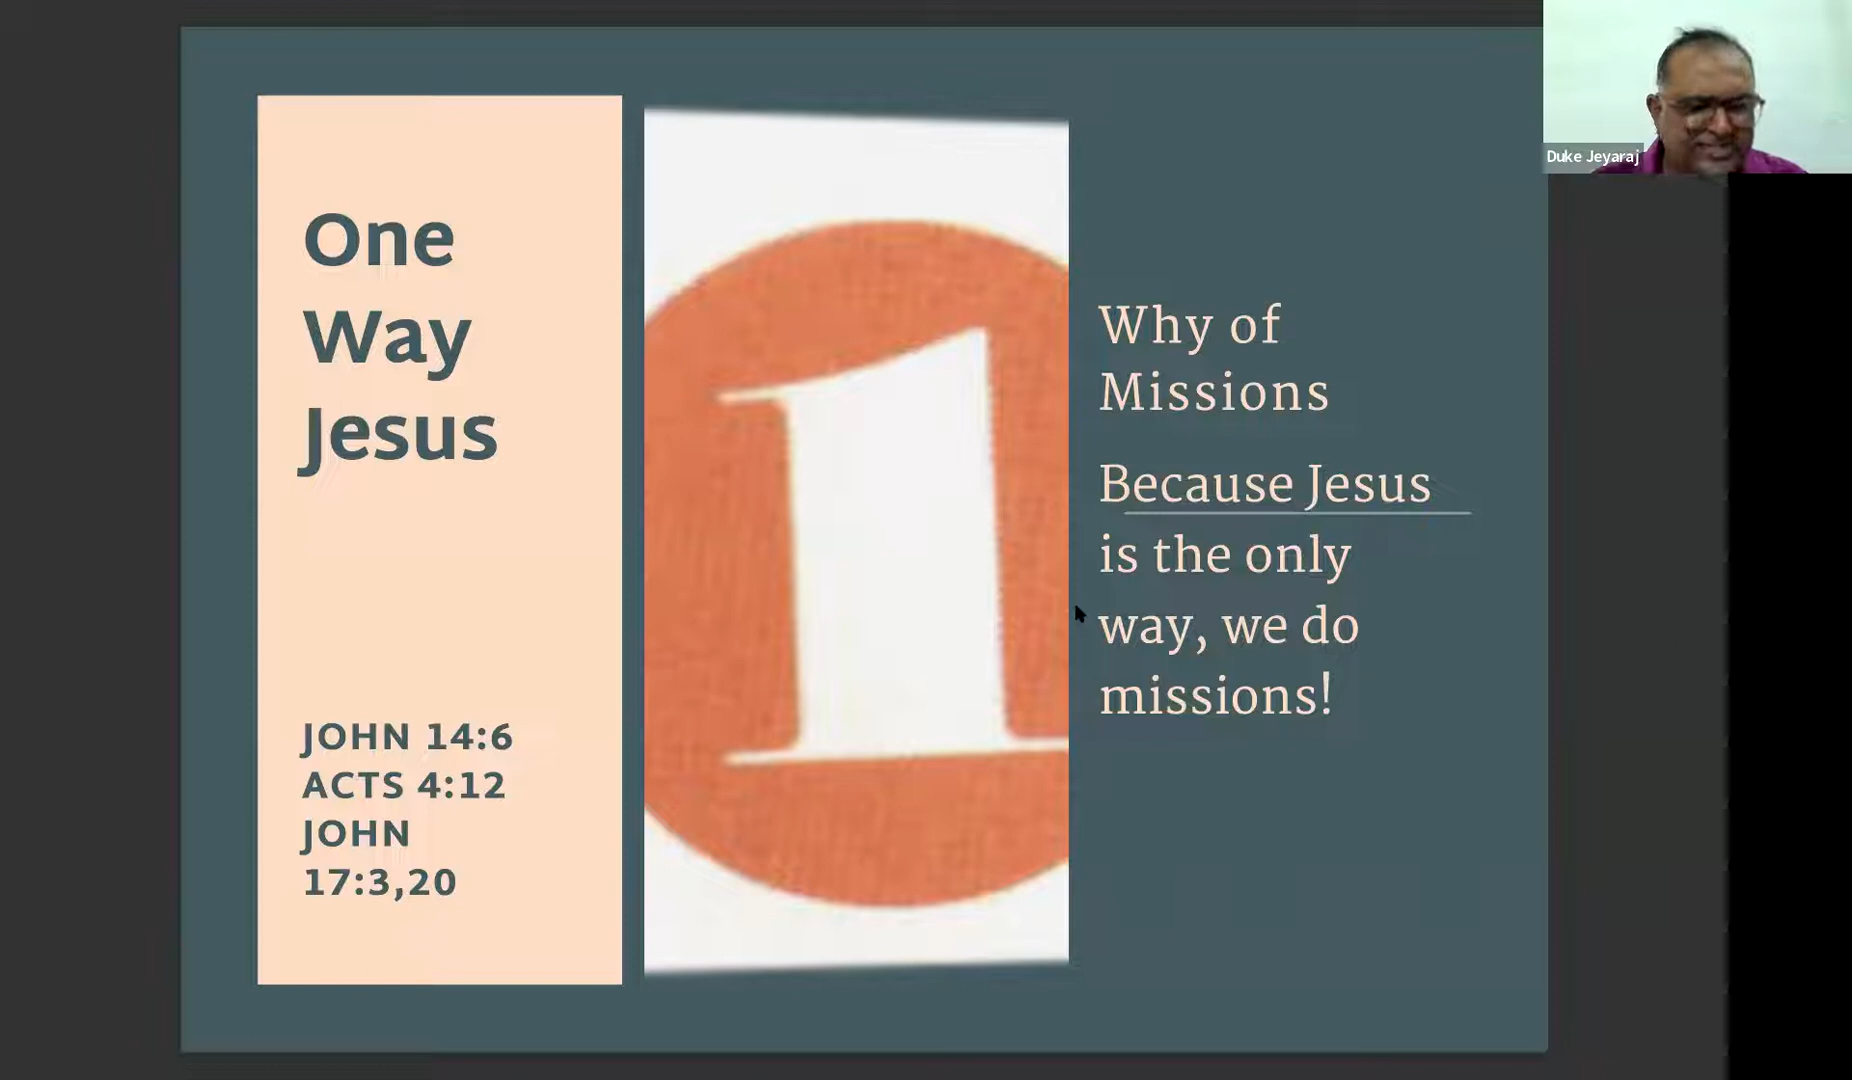 One
Way
Jesus
JOHN 14:6
ACTS 4:12
JOHN
17:3,20
1
Why of
Missions
Because Jesus
is the only
way, we do
missions!
Duke Jeyaraj